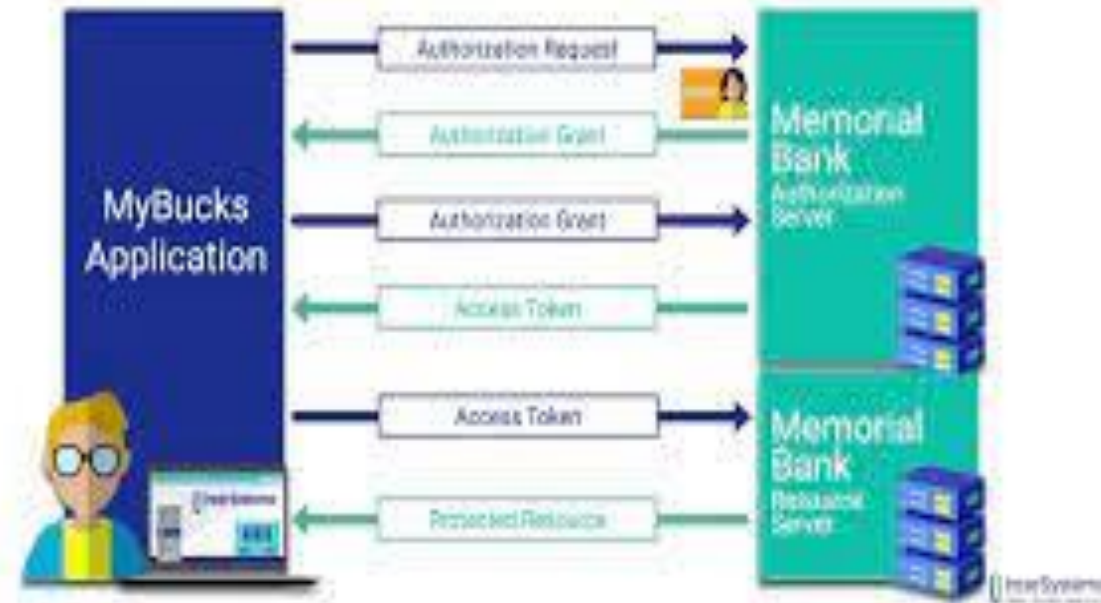 MyBucks
Application
Authorization Request
Authorization Grant
Authorization Grant
Access Token
Access Token
Protected Resource
Memorial
Bank
Authorization
Server
Memorial
Bank
Resource
Server
InterSystems
InterSystems